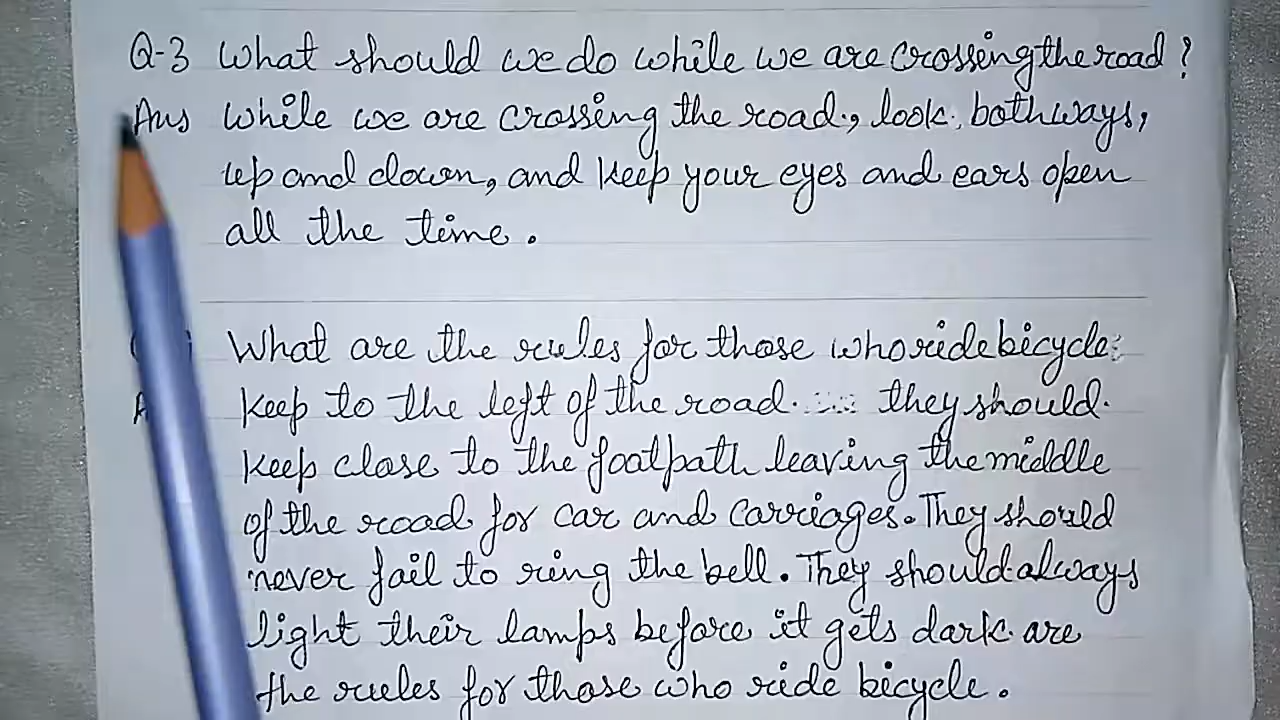 Q-3 What should we do while we are crossing the road?
Ans While we are crossing the road, look both ways,
up and down, and keep your eyes and ears open
all the time.
What are the rules for those who ride bicycle
keep to the left of the road. they should
keep close to the footpath leaving the middle
of the road for car and carriages. They should
never fail to ring the bell. They should always
light their lamps before it gets dark are
the rules for those who ride bicycle.